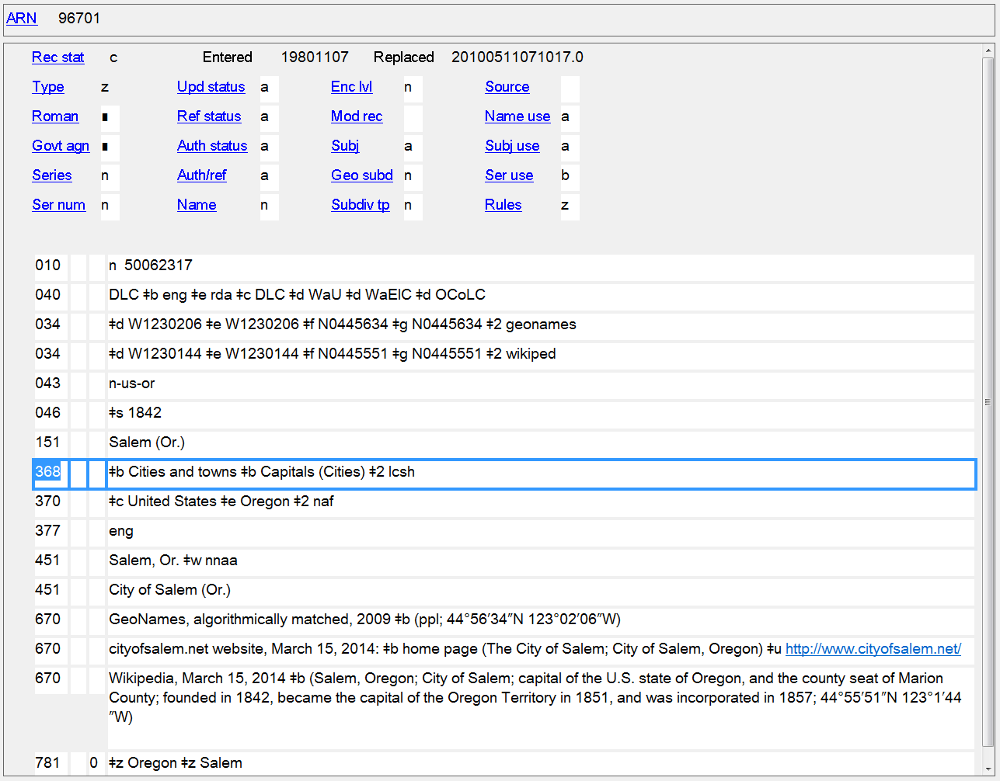 ARN 96701
Rec stat c Entered 19801107 Replaced 20100511071017.0
Type z Upd status a Enc lvl n Source
Roman ∎ Ref status a Mod rec Name use a
Govt agn ∎ Auth status a Subj a Subj use a
Series n Auth/ref a Geo subd n Ser use b
Ser num n Name n Subdiv tp n Rules z
010 n  50062317
040 DLC ǂb eng ǂe rda ǂc DLC ǂd WaU ǂd WaElC ǂd OCoLC
034 ǂd W1230206 ǂe W1230206 ǂf N0445634 ǂg N0445634 ǂ2 geonames
034 ǂd W1230144 ǂe W1230144 ǂf N0445551 ǂg N0445551 ǂ2 wikiped
043 n-us-or
046 ǂs 1842
151 Salem (Or.)
368 ǂb Cities and towns ǂb Capitals (Cities) ǂ2 lcsh
370 ǂc United States ǂe Oregon ǂ2 naf
377 eng
451 Salem, Or. ǂw nnaa
451 City of Salem (Or.)
670 GeoNames, algorithmically matched, 2009 ǂb (ppl; 44°56′34″N 123°02′06″W)
670 cityofsalem.net website, March 15, 2014: ǂb home page (The City of Salem; City of Salem, Oregon) ǂu http://www.cityofsalem.net/
670 Wikipedia, March 15, 2014 ǂb (Salem, Oregon; City of Salem; capital of the U.S. state of Oregon, and the county seat of Marion
County; founded in 1842, became the capital of the Oregon Territory in 1851, and was incorporated in 1857; 44°55′51″N 123°1′44
″W)
781 0 ǂz Oregon ǂz Salem